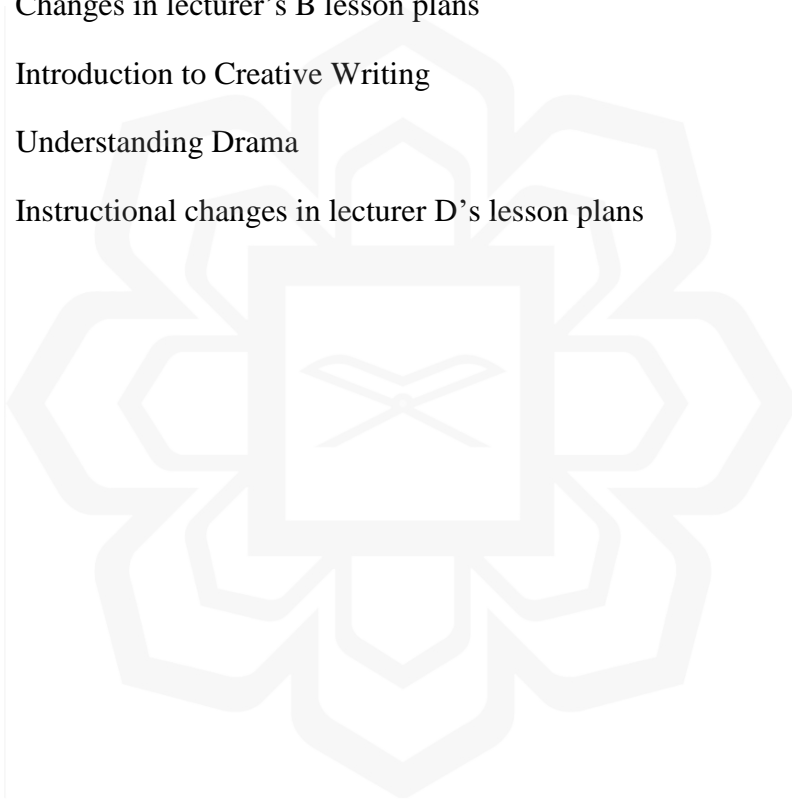 Changes in lecturer’s B lesson plans
Introduction to Creative Writing
Understanding Drama
Instructional changes in lecturer D’s lesson plans